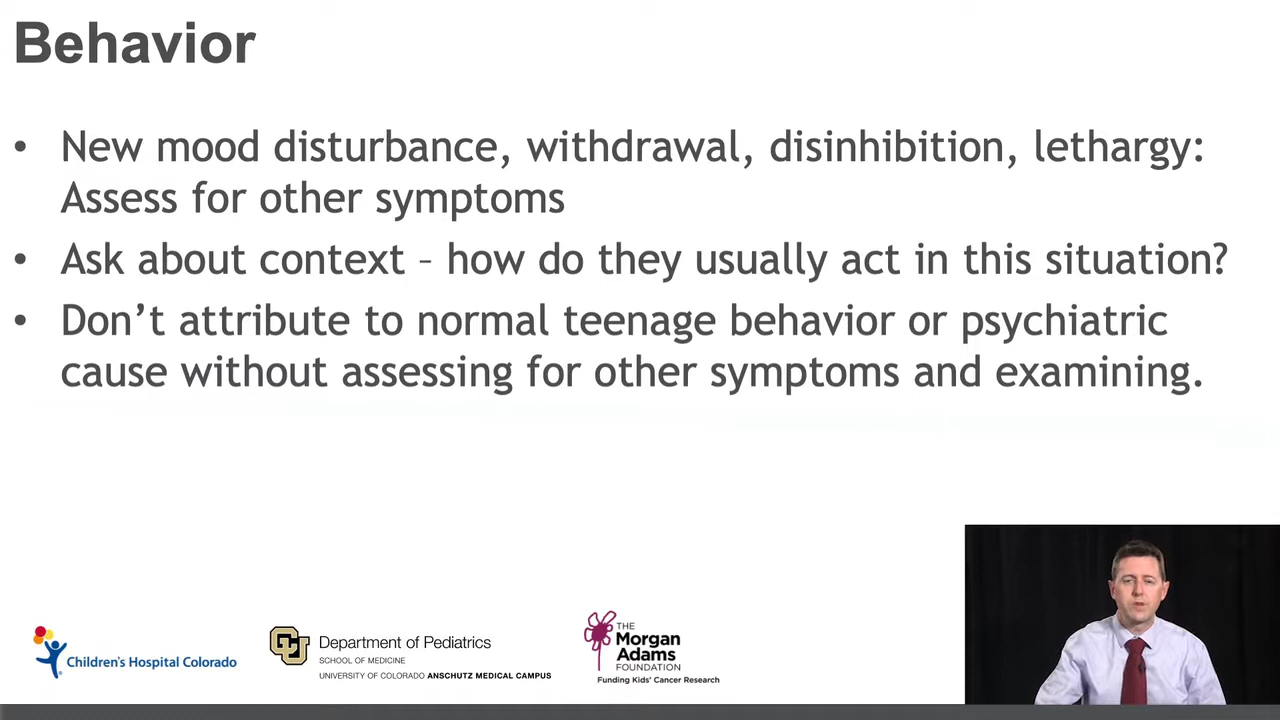 Behavior
• New mood disturbance, withdrawal, disinhibition, lethargy:
Assess for other symptoms
• Ask about context – how do they usually act in this situation?
• Don’t attribute to normal teenage behavior or psychiatric
cause without assessing for other symptoms and examining.
Children's Hospital Colorado
CU
Department of Pediatrics
SCHOOL OF MEDICINE
UNIVERSITY OF COLORADO ANSCHUTZ MEDICAL CAMPUS
THE
Morgan
Adams
FOUNDATION
Funding Kids' Cancer Research